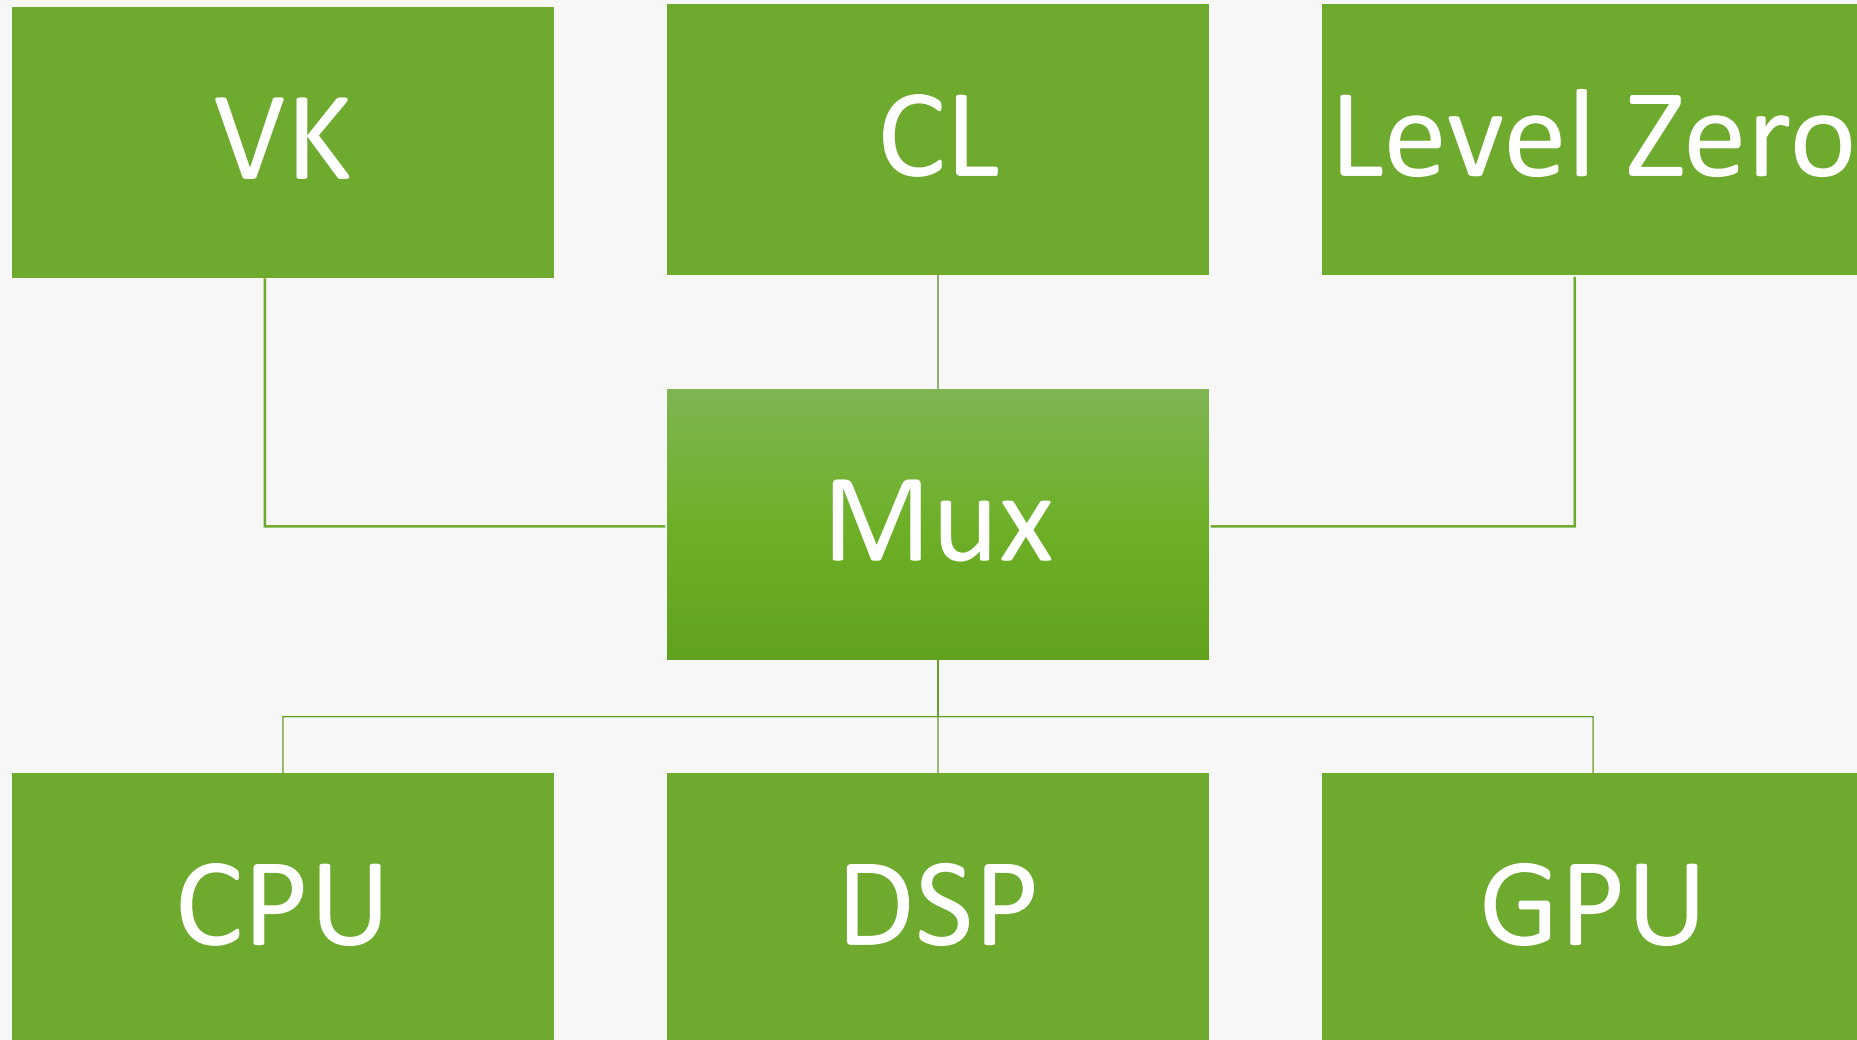 VK
CL
Level Zero
Mux
CPU
DSP
GPU